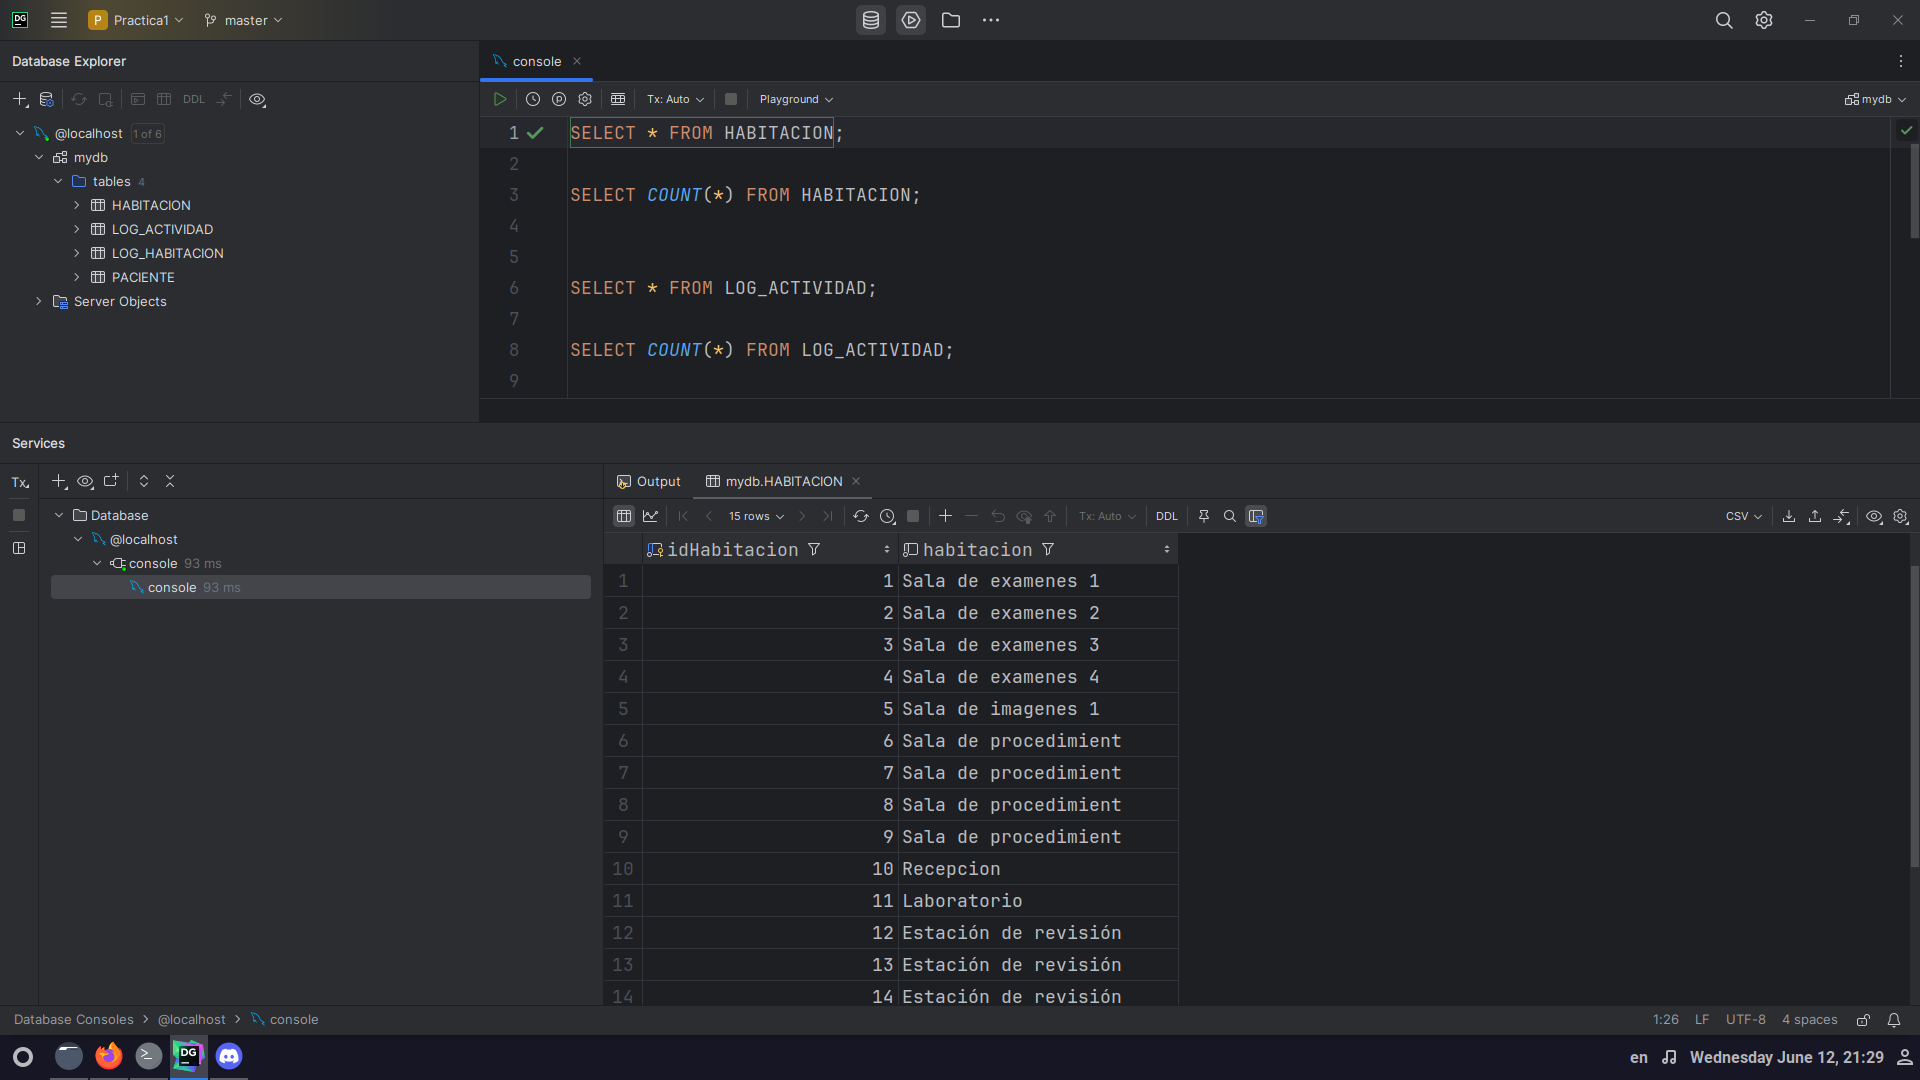 DG P Practica1 master
Database Explorer
console
DDL
Tx: Auto Playground mydb
@localhost 1 of 6
mydb
tables 4
HABITACION
LOG_ACTIVIDAD
LOG_HABITACION
PACIENTE
Server Objects
1 SELECT * FROM HABITACION;
2
3 SELECT COUNT(*) FROM HABITACION;
4
5
6 SELECT * FROM LOG_ACTIVIDAD;
7
8 SELECT COUNT(*) FROM LOG_ACTIVIDAD;
9
Services
Tx
Database
@localhost
console 93 ms
console 93 ms
Output mydb.HABITACION
15 rows Tx: Auto DDL CSV
idHabitacion habitacion
1 1 Sala de examenes 1
2 2 Sala de examenes 2
3 3 Sala de examenes 3
4 4 Sala de examenes 4
5 5 Sala de imagenes 1
6 6 Sala de procedimient
7 7 Sala de procedimient
8 8 Sala de procedimient
9 9 Sala de procedimient
10 10 Recepcion
11 11 Laboratorio
12 12 Estación de revisión
13 13 Estación de revisión
14 14 Estación de revisión
Database Consoles > @localhost > console
1:26 LF UTF-8 4 spaces
DG
en Wednesday June 12, 21:29